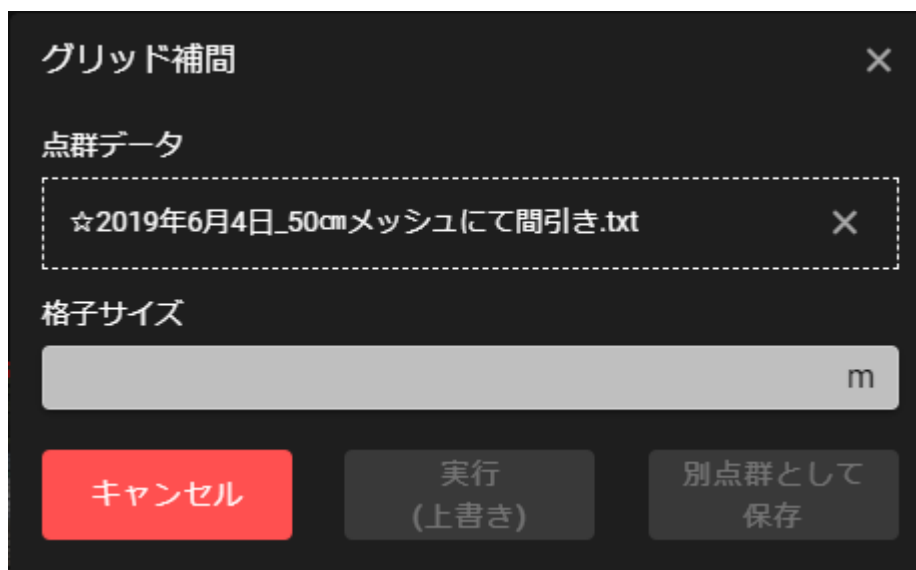 グリッド補間
点群データ
☆2019年6月4日_50㎝メッシュにて間引き.txt
格子サイズ
m
キャンセル
実行
(上書き)
別点群として
保存